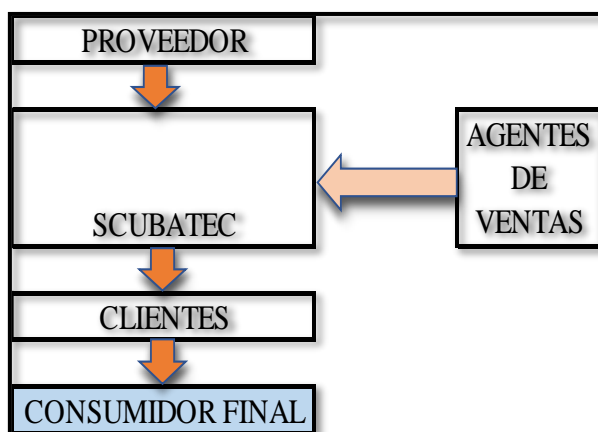 PROVEEDOR
SCUBATEC
AGENTES
DE
VENTAS
CLIENTES
CONSUMIDOR FINAL